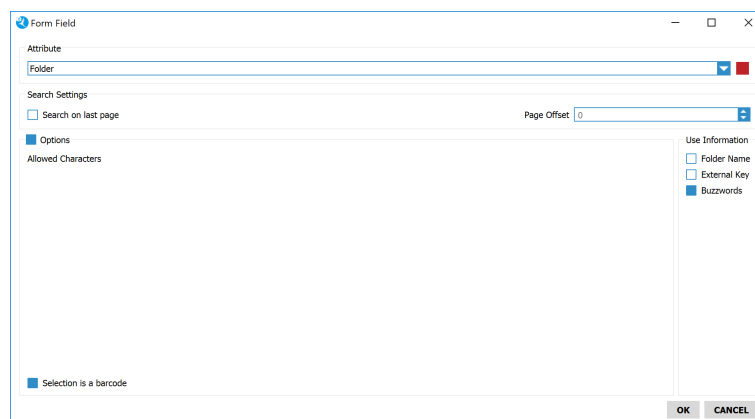 Form Field
Attribute
Folder
Search Settings
Search on last page
Page Offset 0
Options
Allowed Characters
Selection is a barcode
Use Information
Folder Name
External Key
Buzzwords
OK CANCEL